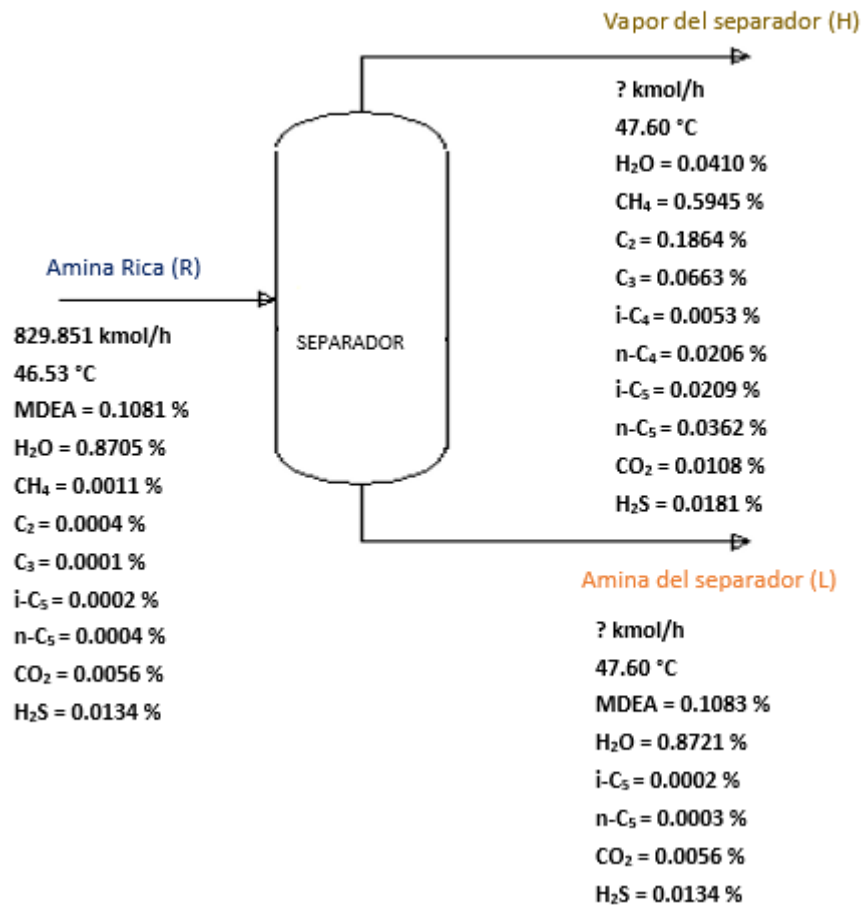 Vapor del separador (H)
? kmol/h
47.60 °C
H₂O = 0.0410 %
CH₄ = 0.5945 %
C₂ = 0.1864 %
C₃ = 0.0663 %
i-C₄ = 0.0053 %
n-C₄ = 0.0206 %
i-C₅ = 0.0209 %
n-C₅ = 0.0362 %
CO₂ = 0.0108 %
H₂S = 0.0181 %
Amina Rica (R)
829.851 kmol/h
46.53 °C
MDEA = 0.1081 %
H₂O = 0.8705 %
CH₄ = 0.0011 %
C₂ = 0.0004 %
C₃ = 0.0001 %
i-C₅ = 0.0002 %
n-C₅ = 0.0004 %
CO₂ = 0.0056 %
H₂S = 0.0134 %
SEPARADOR
Amina del separador (L)
? kmol/h
47.60 °C
MDEA = 0.1083 %
H₂O = 0.8721 %
i-C₅ = 0.0002 %
n-C₅ = 0.0003 %
CO₂ = 0.0056 %
H₂S = 0.0134 %